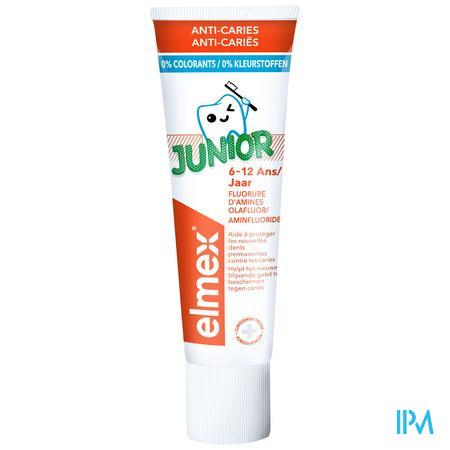 ANTI-CARIES
ANTI-CARIËS
0% COLORANTS / 0% KLEURSTOFFEN
JUNIOR
6-12 Ans/
Jaar
FLUORURE
D'AMINES
OLAFLUOR/
AMINFLUORIDE
Aide à protéger
les nouvelles
dents
permanentes
contre les caries
Helpt het nieuwe
blijvende gebit te
beschermen
tegen cariës
elmex®
IPM